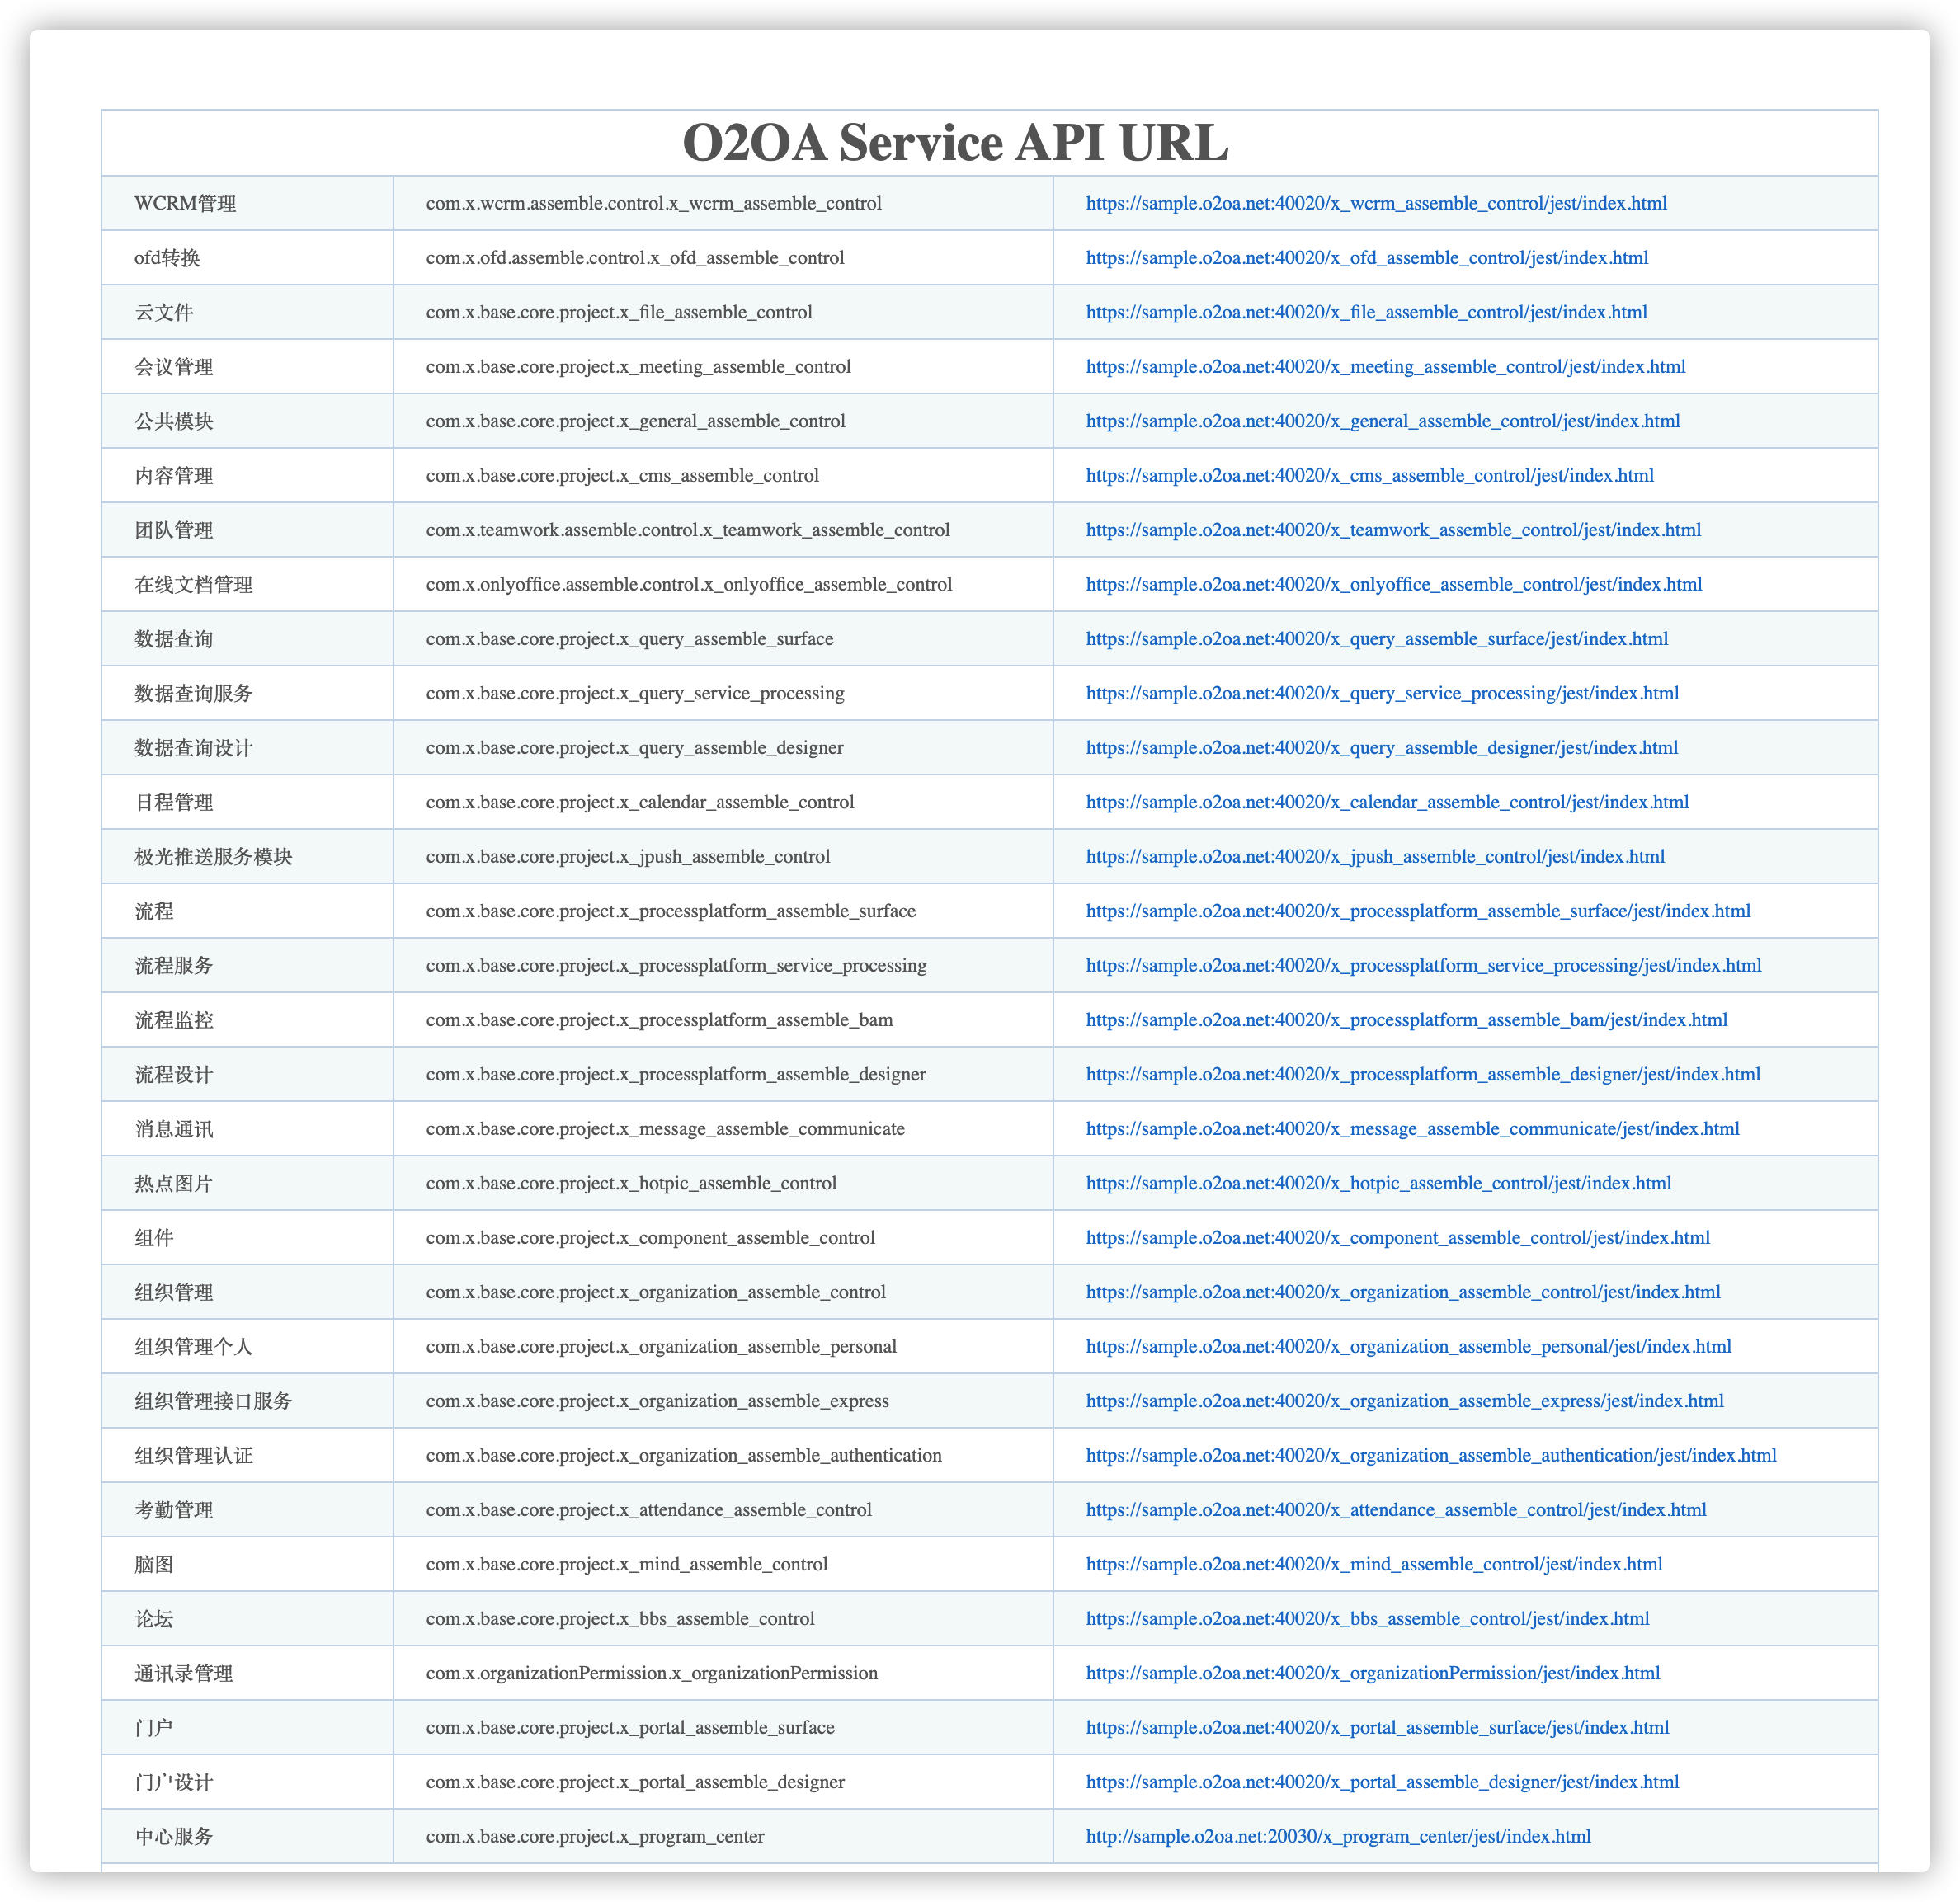 O2OA Service API URL
WCRM管理 com.x.wcrm.assemble.control.x_wcrm_assemble_control https://sample.o2oa.net:40020/x_wcrm_assemble_control/jest/index.html
ofd转换 com.x.ofd.assemble.control.x_ofd_assemble_control https://sample.o2oa.net:40020/x_ofd_assemble_control/jest/index.html
云文件 com.x.base.core.project.x_file_assemble_control https://sample.o2oa.net:40020/x_file_assemble_control/jest/index.html
会议管理 com.x.base.core.project.x_meeting_assemble_control https://sample.o2oa.net:40020/x_meeting_assemble_control/jest/index.html
公共模块 com.x.base.core.project.x_general_assemble_control https://sample.o2oa.net:40020/x_general_assemble_control/jest/index.html
内容管理 com.x.base.core.project.x_cms_assemble_control https://sample.o2oa.net:40020/x_cms_assemble_control/jest/index.html
团队管理 com.x.teamwork.assemble.control.x_teamwork_assemble_control https://sample.o2oa.net:40020/x_teamwork_assemble_control/jest/index.html
在线文档管理 com.x.onlyoffice.assemble.control.x_onlyoffice_assemble_control https://sample.o2oa.net:40020/x_onlyoffice_assemble_control/jest/index.html
数据查询 com.x.base.core.project.x_query_assemble_surface https://sample.o2oa.net:40020/x_query_assemble_surface/jest/index.html
数据查询服务 com.x.base.core.project.x_query_service_processing https://sample.o2oa.net:40020/x_query_service_processing/jest/index.html
数据查询设计 com.x.base.core.project.x_query_assemble_designer https://sample.o2oa.net:40020/x_query_assemble_designer/jest/index.html
日程管理 com.x.base.core.project.x_calendar_assemble_control https://sample.o2oa.net:40020/x_calendar_assemble_control/jest/index.html
极光推送服务模块 com.x.base.core.project.x_jpush_assemble_control https://sample.o2oa.net:40020/x_jpush_assemble_control/jest/index.html
流程 com.x.base.core.project.x_processplatform_assemble_surface https://sample.o2oa.net:40020/x_processplatform_assemble_surface/jest/index.html
流程服务 com.x.base.core.project.x_processplatform_service_processing https://sample.o2oa.net:40020/x_processplatform_service_processing/jest/index.html
流程监控 com.x.base.core.project.x_processplatform_assemble_bam https://sample.o2oa.net:40020/x_processplatform_assemble_bam/jest/index.html
流程设计 com.x.base.core.project.x_processplatform_assemble_designer https://sample.o2oa.net:40020/x_processplatform_assemble_designer/jest/index.html
消息通讯 com.x.base.core.project.x_message_assemble_communicate https://sample.o2oa.net:40020/x_message_assemble_communicate/jest/index.html
热点图片 com.x.base.core.project.x_hotpic_assemble_control https://sample.o2oa.net:40020/x_hotpic_assemble_control/jest/index.html
组件 com.x.base.core.project.x_component_assemble_control https://sample.o2oa.net:40020/x_component_assemble_control/jest/index.html
组织管理 com.x.base.core.project.x_organization_assemble_control https://sample.o2oa.net:40020/x_organization_assemble_control/jest/index.html
组织管理个人 com.x.base.core.project.x_organization_assemble_personal https://sample.o2oa.net:40020/x_organization_assemble_personal/jest/index.html
组织管理接口服务 com.x.base.core.project.x_organization_assemble_express https://sample.o2oa.net:40020/x_organization_assemble_express/jest/index.html
组织管理认证 com.x.base.core.project.x_organization_assemble_authentication https://sample.o2oa.net:40020/x_organization_assemble_authentication/jest/index.html
考勤管理 com.x.base.core.project.x_attendance_assemble_control https://sample.o2oa.net:40020/x_attendance_assemble_control/jest/index.html
脑图 com.x.base.core.project.x_mind_assemble_control https://sample.o2oa.net:40020/x_mind_assemble_control/jest/index.html
论坛 com.x.base.core.project.x_bbs_assemble_control https://sample.o2oa.net:40020/x_bbs_assemble_control/jest/index.html
通讯录管理 com.x.organizationPermission.x_organizationPermission https://sample.o2oa.net:40020/x_organizationPermission/jest/index.html
门户 com.x.base.core.project.x_portal_assemble_surface https://sample.o2oa.net:40020/x_portal_assemble_surface/jest/index.html
门户设计 com.x.base.core.project.x_portal_assemble_designer https://sample.o2oa.net:40020/x_portal_assemble_designer/jest/index.html
中心服务 com.x.base.core.project.x_program_center http://sample.o2oa.net:20030/x_program_center/jest/index.html